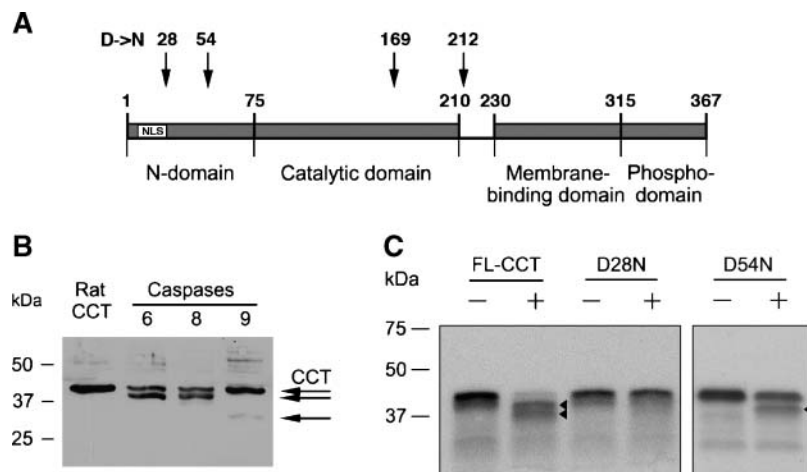 A
D->N 28 54 169 212
1 75 210 230 315 367
NLS
N-domain Catalytic domain Membrane-binding domain Phospho-domain
B
kDa Rat CCT Caspases
6 8 9
50
37
25
CCT
C
kDa FL-CCT D28N D54N
− + − + − +
75
50
37